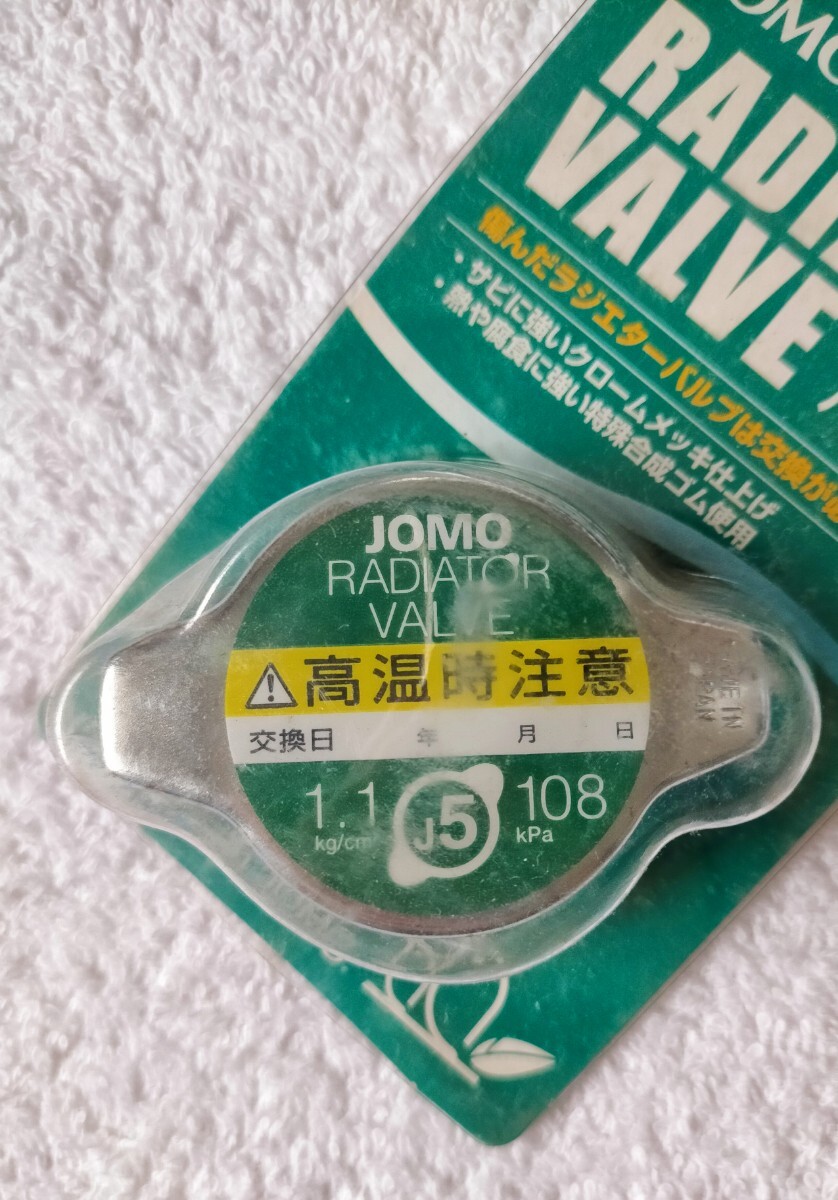 RADI
VALVE
傷んだラジエターバルブは交換が
・サビに強いクロームメッキ仕上げ
・熱や腐食に強い特殊合成ゴム使用
JOMO
RADIATOR
VALVE
高温時注意
交換日 年 月 日
1.1 108
kg/cm kPa
J5